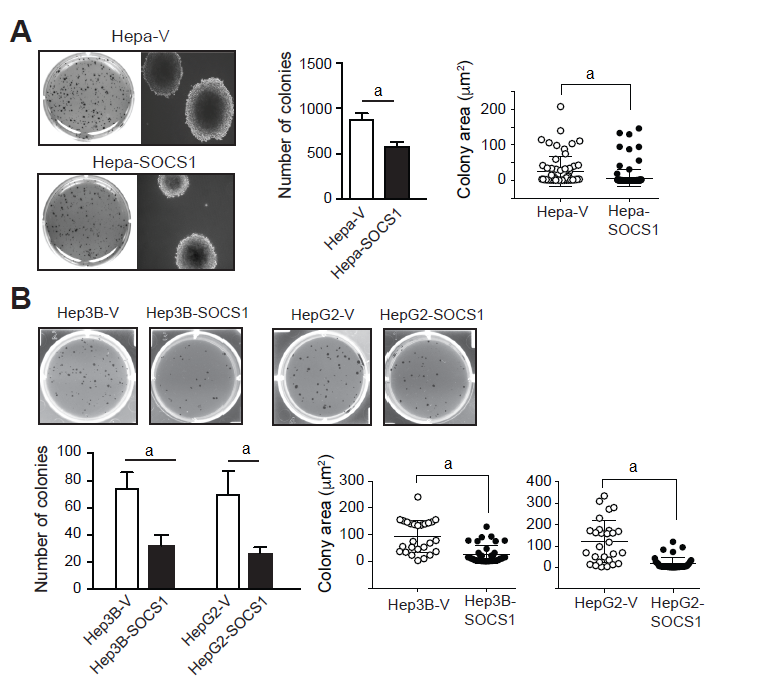 A
Hepa-V
Hepa-SOCS1
Number of colonies
1500
1000
500
0
a
Hepa-V
Hepa-SOCS1
Colony area (μm²)
200
100
0
a
Hepa-V
Hepa-
SOCS1
B
Hep3B-V
Hep3B-SOCS1
HepG2-V
HepG2-SOCS1
Number of colonies
100
80
60
40
20
0
a
a
Hep3B-V
Hep3B-SOCS1
HepG2-V
HepG2-SOCS1
Colony area (μm²)
300
200
100
0
a
Hep3B-V
Hep3B-
SOCS1
400
300
200
100
0
a
HepG2-V
HepG2-
SOCS1